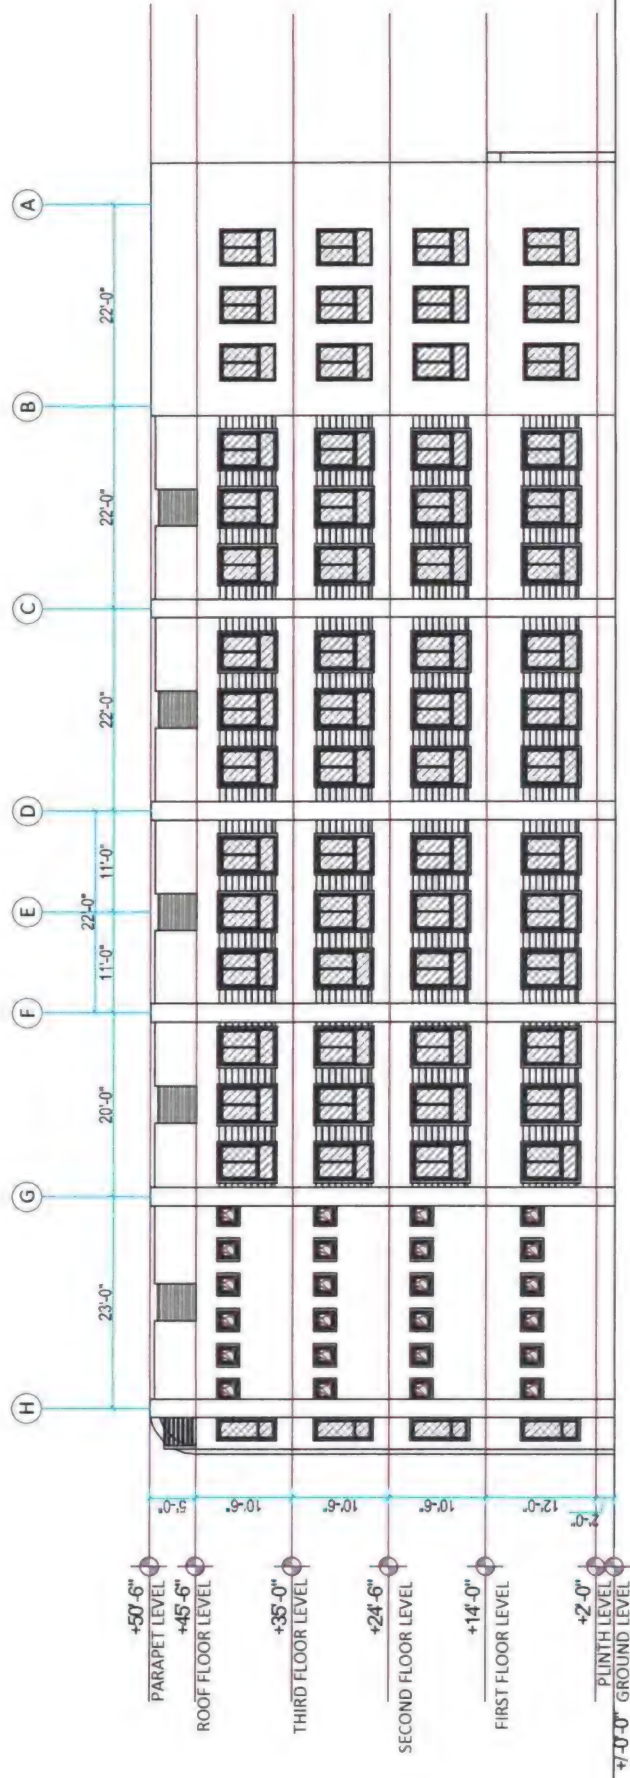 H
G
F
E
D
C
B
A
22'-0"
23'-0"
20'-0"
11'-0"
11'-0"
22'-0"
22'-0"
22'-0"
+50'-6"
PARAPET LEVEL
5'-0"
+45'-6"
ROOF FLOOR LEVEL
10'-6"
+35'-0"
THIRD FLOOR LEVEL
10'-6"
+24'-6"
SECOND FLOOR LEVEL
10'-6"
+14'-0"
FIRST FLOOR LEVEL
12'-0"
+2'-0"
PLINTH LEVEL
2'-0"
+/-0'-0"
GROUND LEVEL